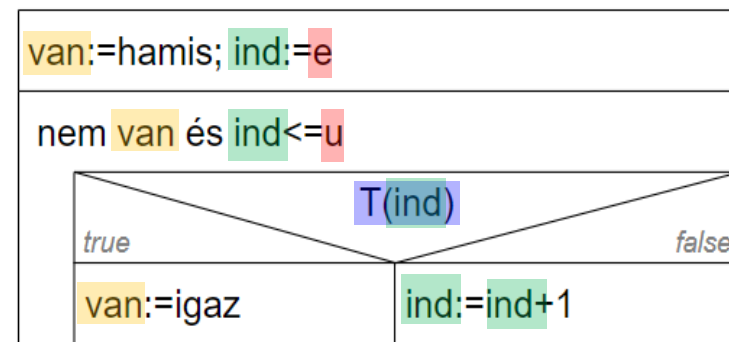 van:=hamis; ind:=e
nem van és ind<=u
T(ind)
true
false
van:=igaz
ind:=ind+1